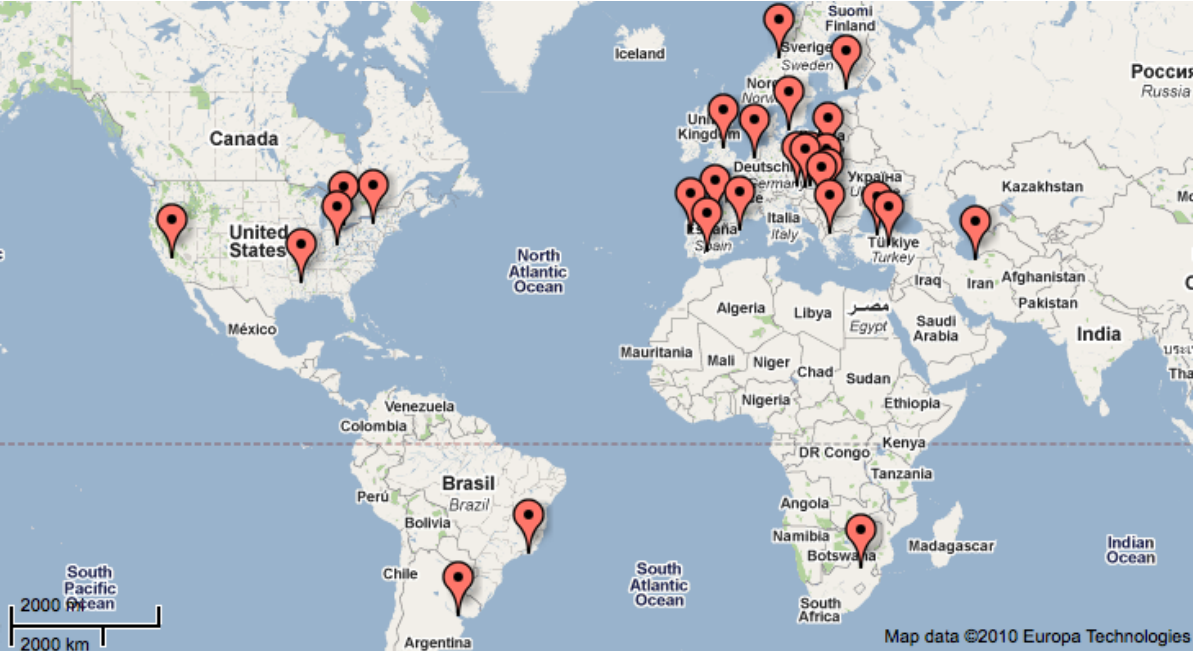 Suomi
Finland
Iceland
Sverige
Sweden
Россия
Russia
Canada
Kingdom
Deutschl
Germany
Україна
Kazakhstan
United
States
Italia
Italy
España
Spain
Türkiye
Turkey
North
Atlantic
Ocean
Iraq
Iran
Afghanistan
Pakistan
México
Algeria
Libya
مصر
Egypt
Saudi
Arabia
India
Mauritania
Mali
Niger
Chad
Sudan
Nigeria
Ethiopia
Venezuela
Colombia
DR Congo
Kenya
Tanzania
Brasil
Brazil
Perú
Bolivia
Angola
Namibia
Botswana
Madagascar
Indian
Ocean
Chile
South
Pacific
Ocean
South
Atlantic
Ocean
South
Africa
2000 mi
2000 km
Argentina
Map data ©2010 Europa Technologies